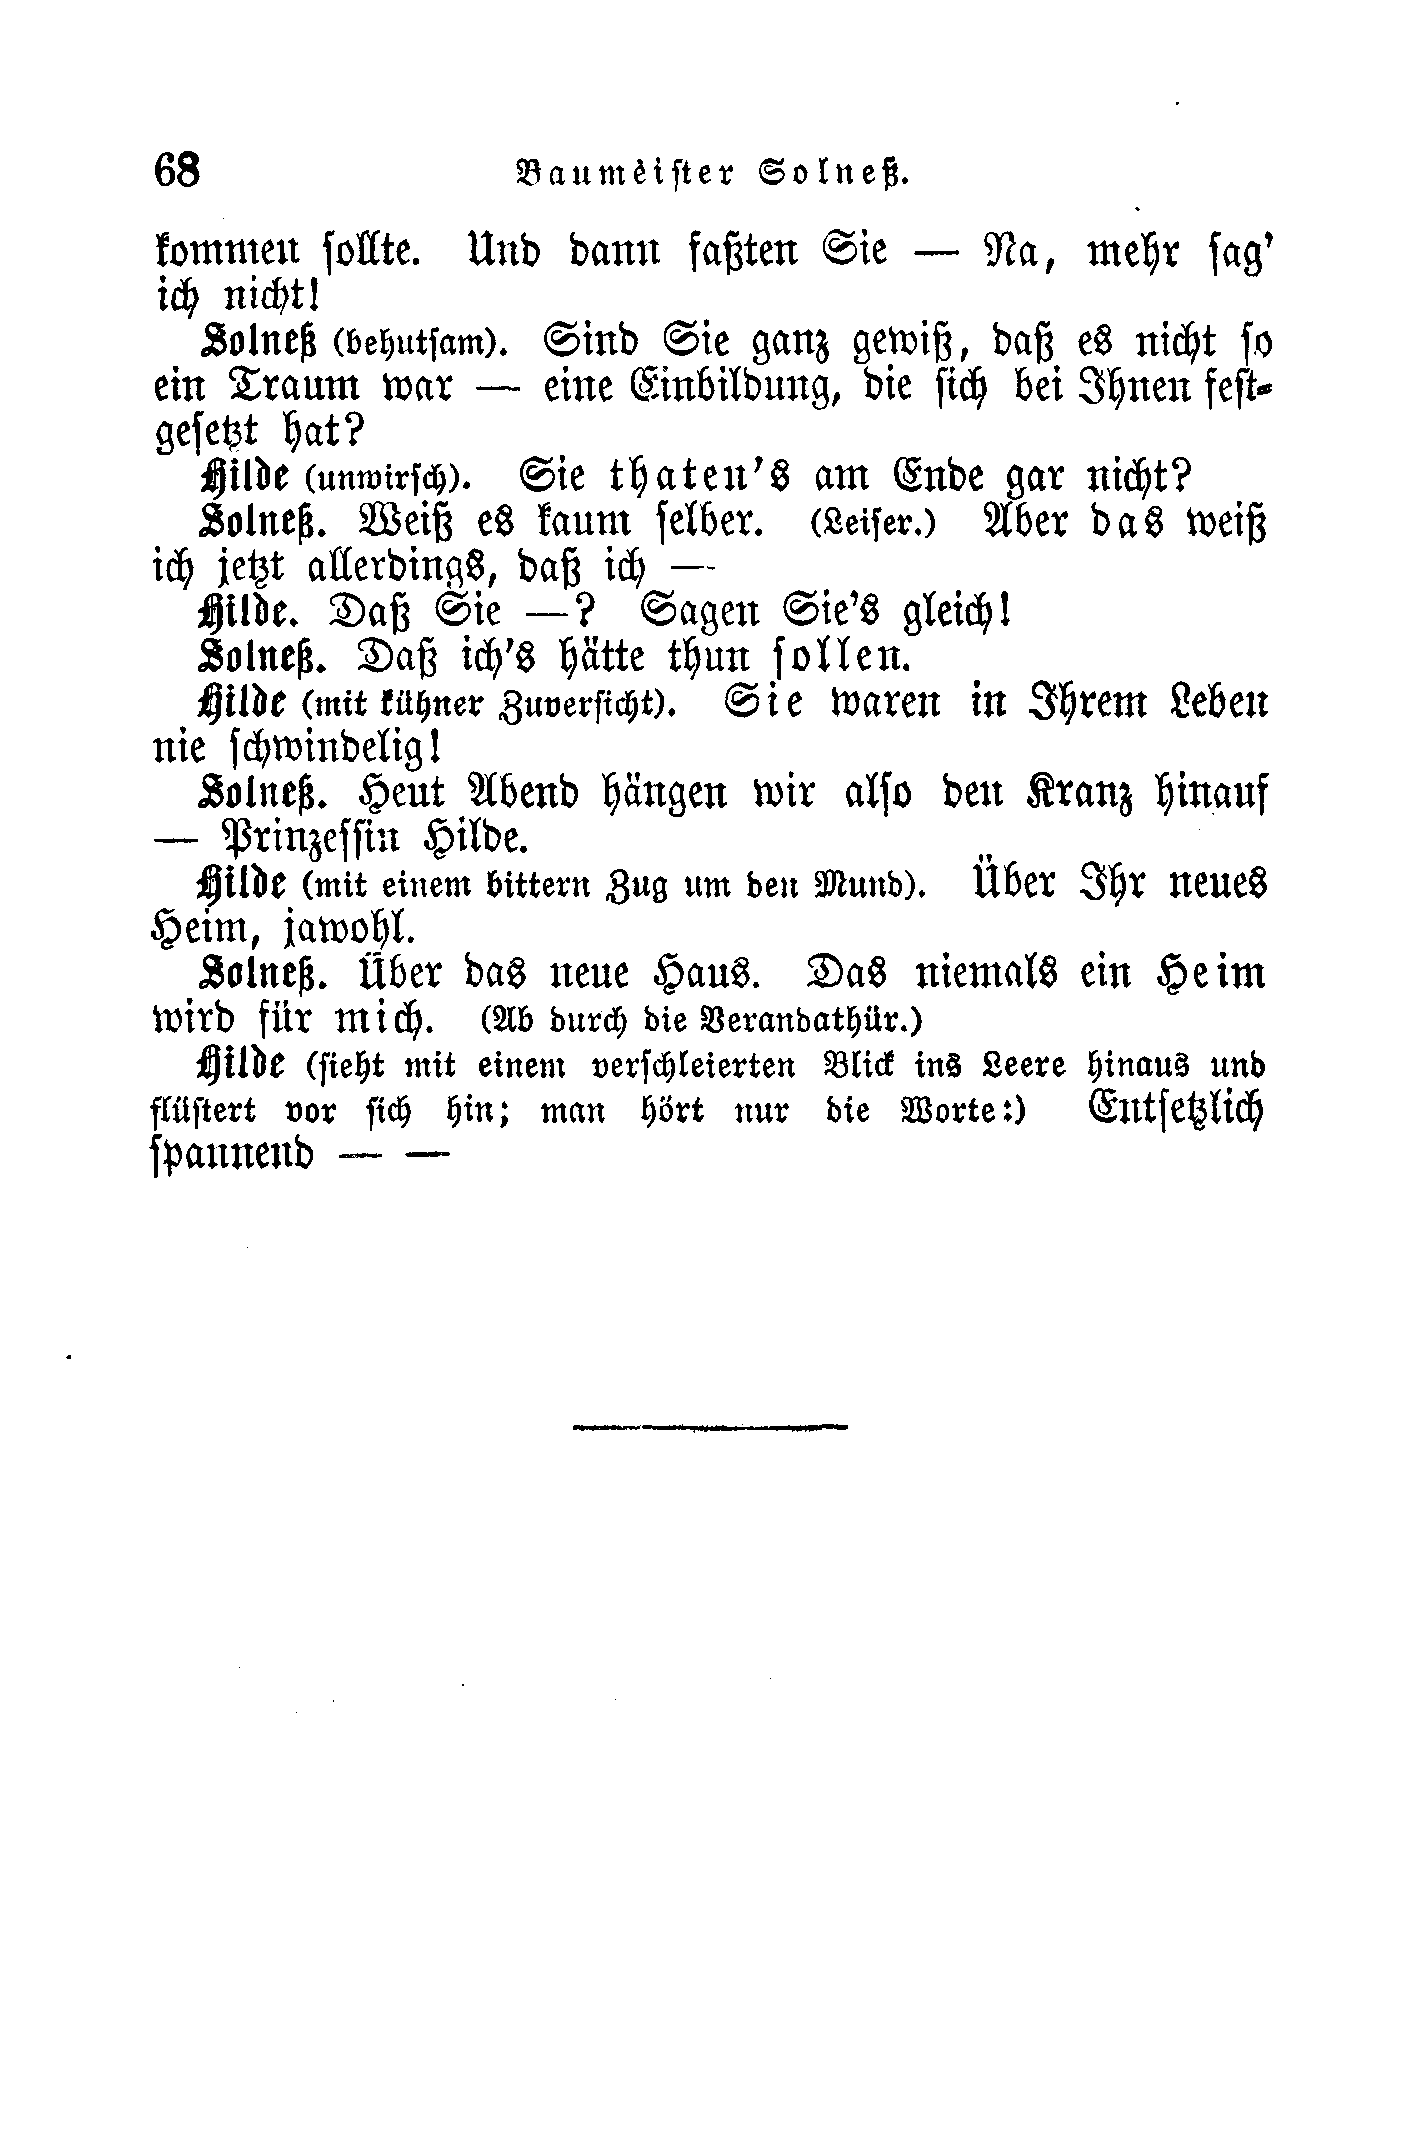 68 Baumeister Solneß.
kommen sollte. Und dann faßten Sie — Na, mehr sag'
ich nicht!
Solneß (behutsam). Sind Sie ganz gewiß, daß es nicht so
ein Traum war — eine Einbildung, die sich bei Ihnen fest-
gesetzt hat?
Hilde (unwirsch). Sie thaten's am Ende gar nicht?
Solneß. Weiß es kaum selber. (Leiser.) Aber das weiß
ich jetzt allerdings, daß ich —
Hilde. Daß Sie —? Sagen Sie's gleich!
Solneß. Daß ich's hätte thun sollen.
Hilde (mit kühner Zuversicht). Sie waren in Ihrem Leben
nie schwindelig!
Solneß. Heut Abend hängen wir also den Kranz hinauf
— Prinzessin Hilde.
Hilde (mit einem bittern Zug um den Mund). Über Ihr neues
Heim, jawohl.
Solneß. Über das neue Haus. Das niemals ein Heim
wird für mich. (Ab durch die Verandathür.)
Hilde (sieht mit einem verschleierten Blick ins Leere hinaus und
flüstert vor sich hin; man hört nur die Worte:) Entsetzlich
spannend — —